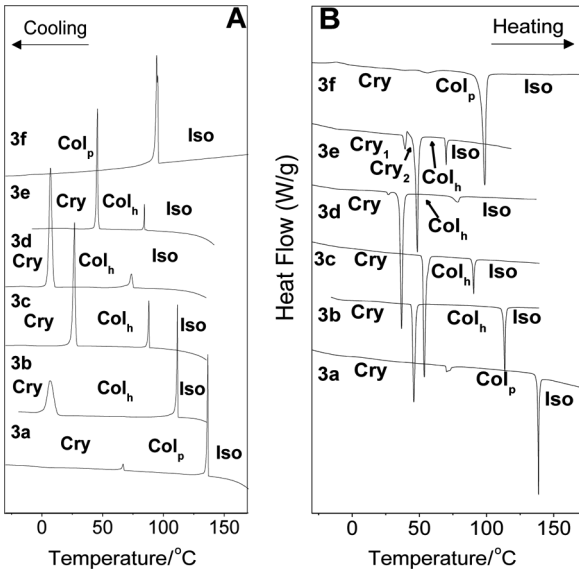 Cooling
A
3f
Col_p
Iso
3e
Cry
Col_h
Iso
3d
Cry
Col_h
Iso
3c
Cry
Col_h
Iso
3b
Cry
Col_h
Iso
3a
Cry
Col_p
Iso
0 50 100 150
Temperature/°C
B
Heating
3f
Cry
Col_p
Iso
3e
Cry_1
Cry_2
Col_h
Iso
3d
Cry
Col_h
Iso
3c
Cry
Col_h
Iso
3b
Cry
Col_h
Iso
3a
Cry
Col_p
Iso
Heat Flow (W/g)
0 50 100 150
Temperature/°C